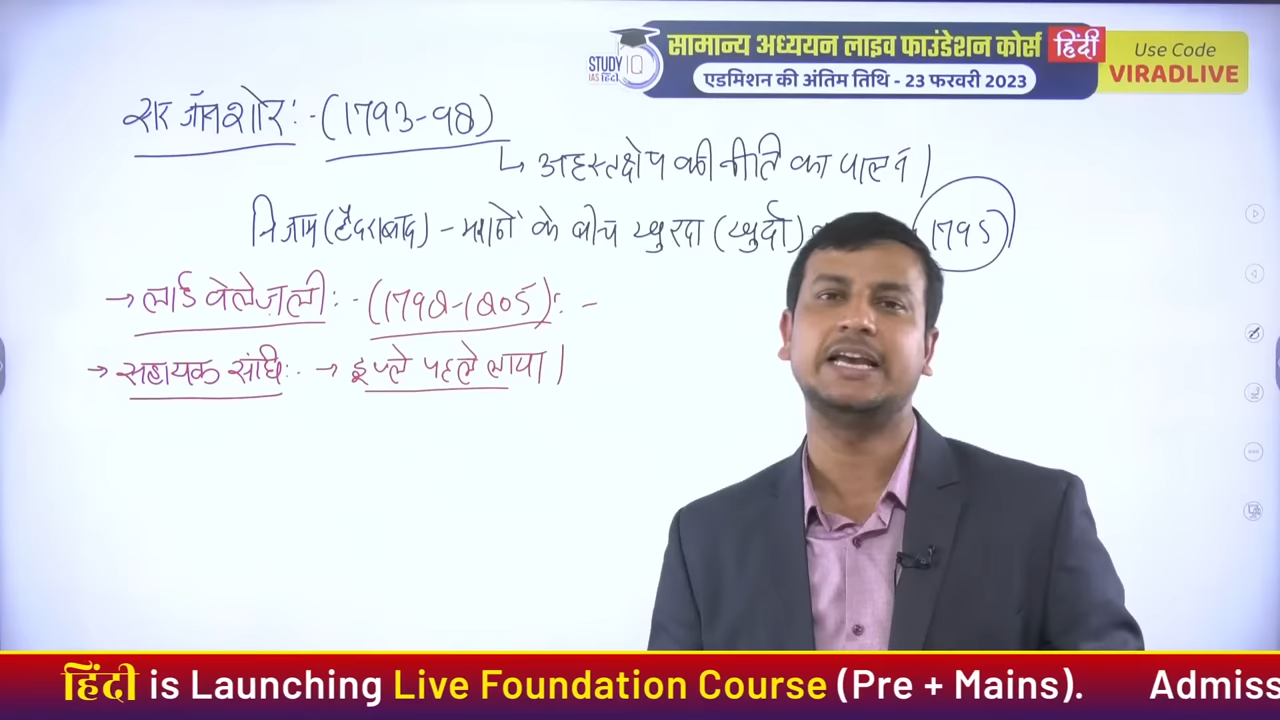 STUDY IQ
IAS हिंदी
सामान्य अध्ययन लाइव फाउंडेशन कोर्स हिंदी
एडमिशन की अंतिम तिथि - 23 फरवरी 2023
Use Code
VIRADLIVE
सर जॉन शोर :- (1793-98)
↳ अहस्तक्षेप की नीति का पालन।
निजाम (हैदराबाद) - मराठों के बीच खुरदा (खुर्दा) 1795
→ लार्ड वेलेजली :- (1798-1805) : -
→ सहायक संधि :- → डूप्ले पहले लाया।
हिंदी is Launching Live Foundation Course (Pre + Mains). Admiss